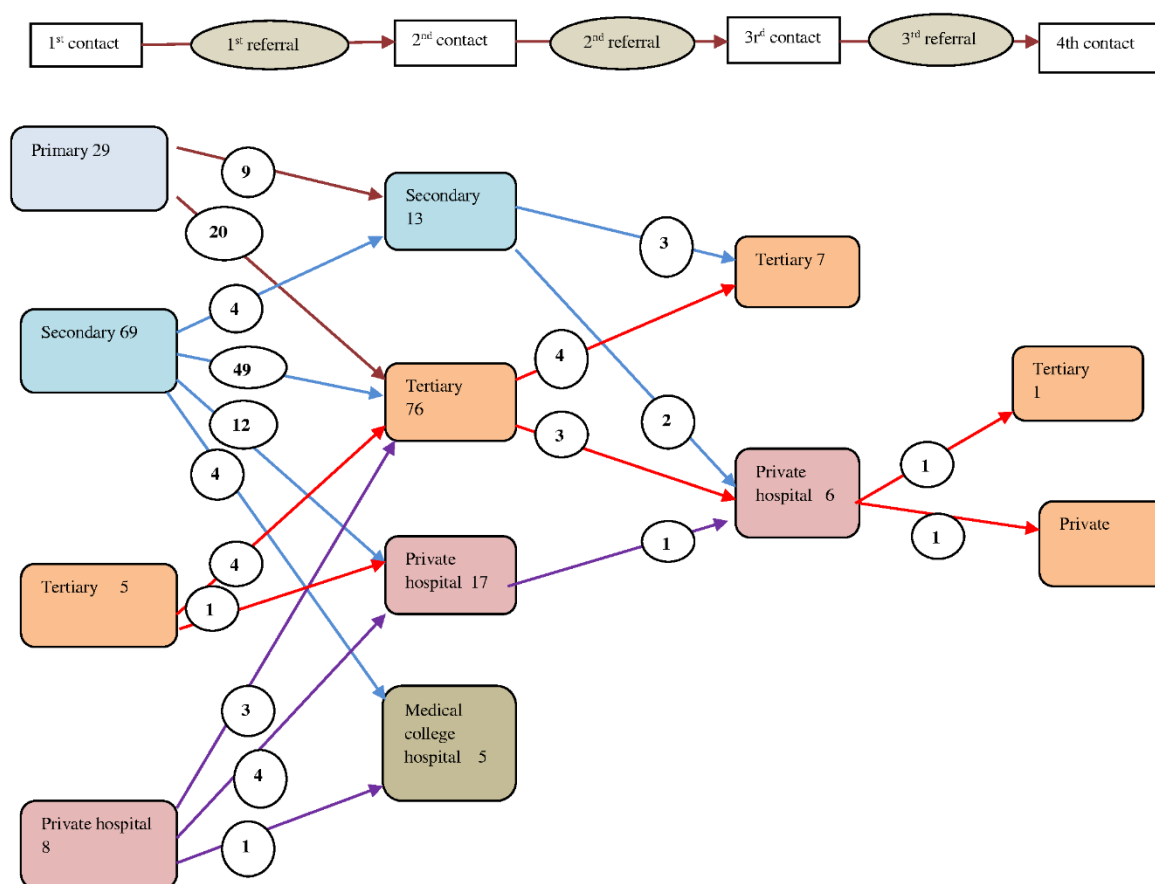 1st contact
1st referral
2nd contact
2nd referral
3rd contact
3rd referral
4th contact
Primary 29
9
20
Secondary
13
3
Tertiary 7
Secondary 69
4
49
12
4
Tertiary
76
4
3
2
Tertiary
1
Private
hospital 6
1
1
Private
Tertiary 5
4
1
Private
hospital 17
1
Medical
college
hospital 5
Private hospital
8
3
4
1